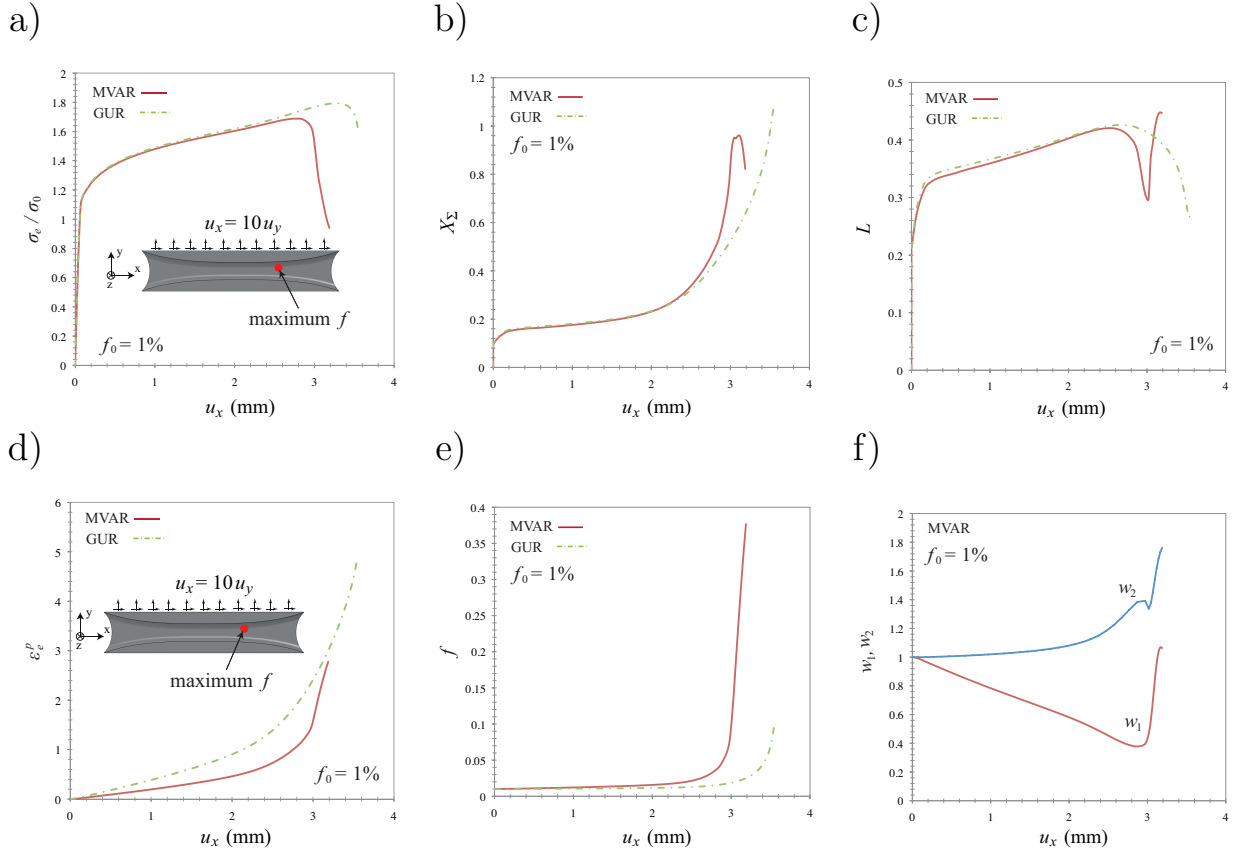 a)
2
1.8
1.6
1.4
1.2
1
0.8
0.6
0.4
0.2
0
0
1
2
3
4
σe / σ0
ux (mm)
MVAR
GUR
ux = 10 uy
y
x
z
maximum f
f0 = 1%
b)
1.2
1
0.8
0.6
0.4
0.2
0
0
1
2
3
4
XΣ
ux (mm)
MVAR
GUR
f0 = 1%
c)
0.5
0.4
0.3
0.2
0.1
0
0
1
2
3
4
L
ux (mm)
MVAR
GUR
f0 = 1%
d)
6
5
4
3
2
1
0
0
1
2
3
4
εe^p
ux (mm)
MVAR
GUR
ux = 10 uy
y
x
z
maximum f
f0 = 1%
e)
0.4
0.35
0.3
0.25
0.2
0.15
0.1
0.05
0
0
1
2
3
4
f
ux (mm)
MVAR
GUR
f0 = 1%
f)
2
1.8
1.6
1.4
1.2
1
0.8
0.6
0.4
0.2
0
0
1
2
3
4
w1, w2
ux (mm)
MVAR
f0 = 1%
w2
w1